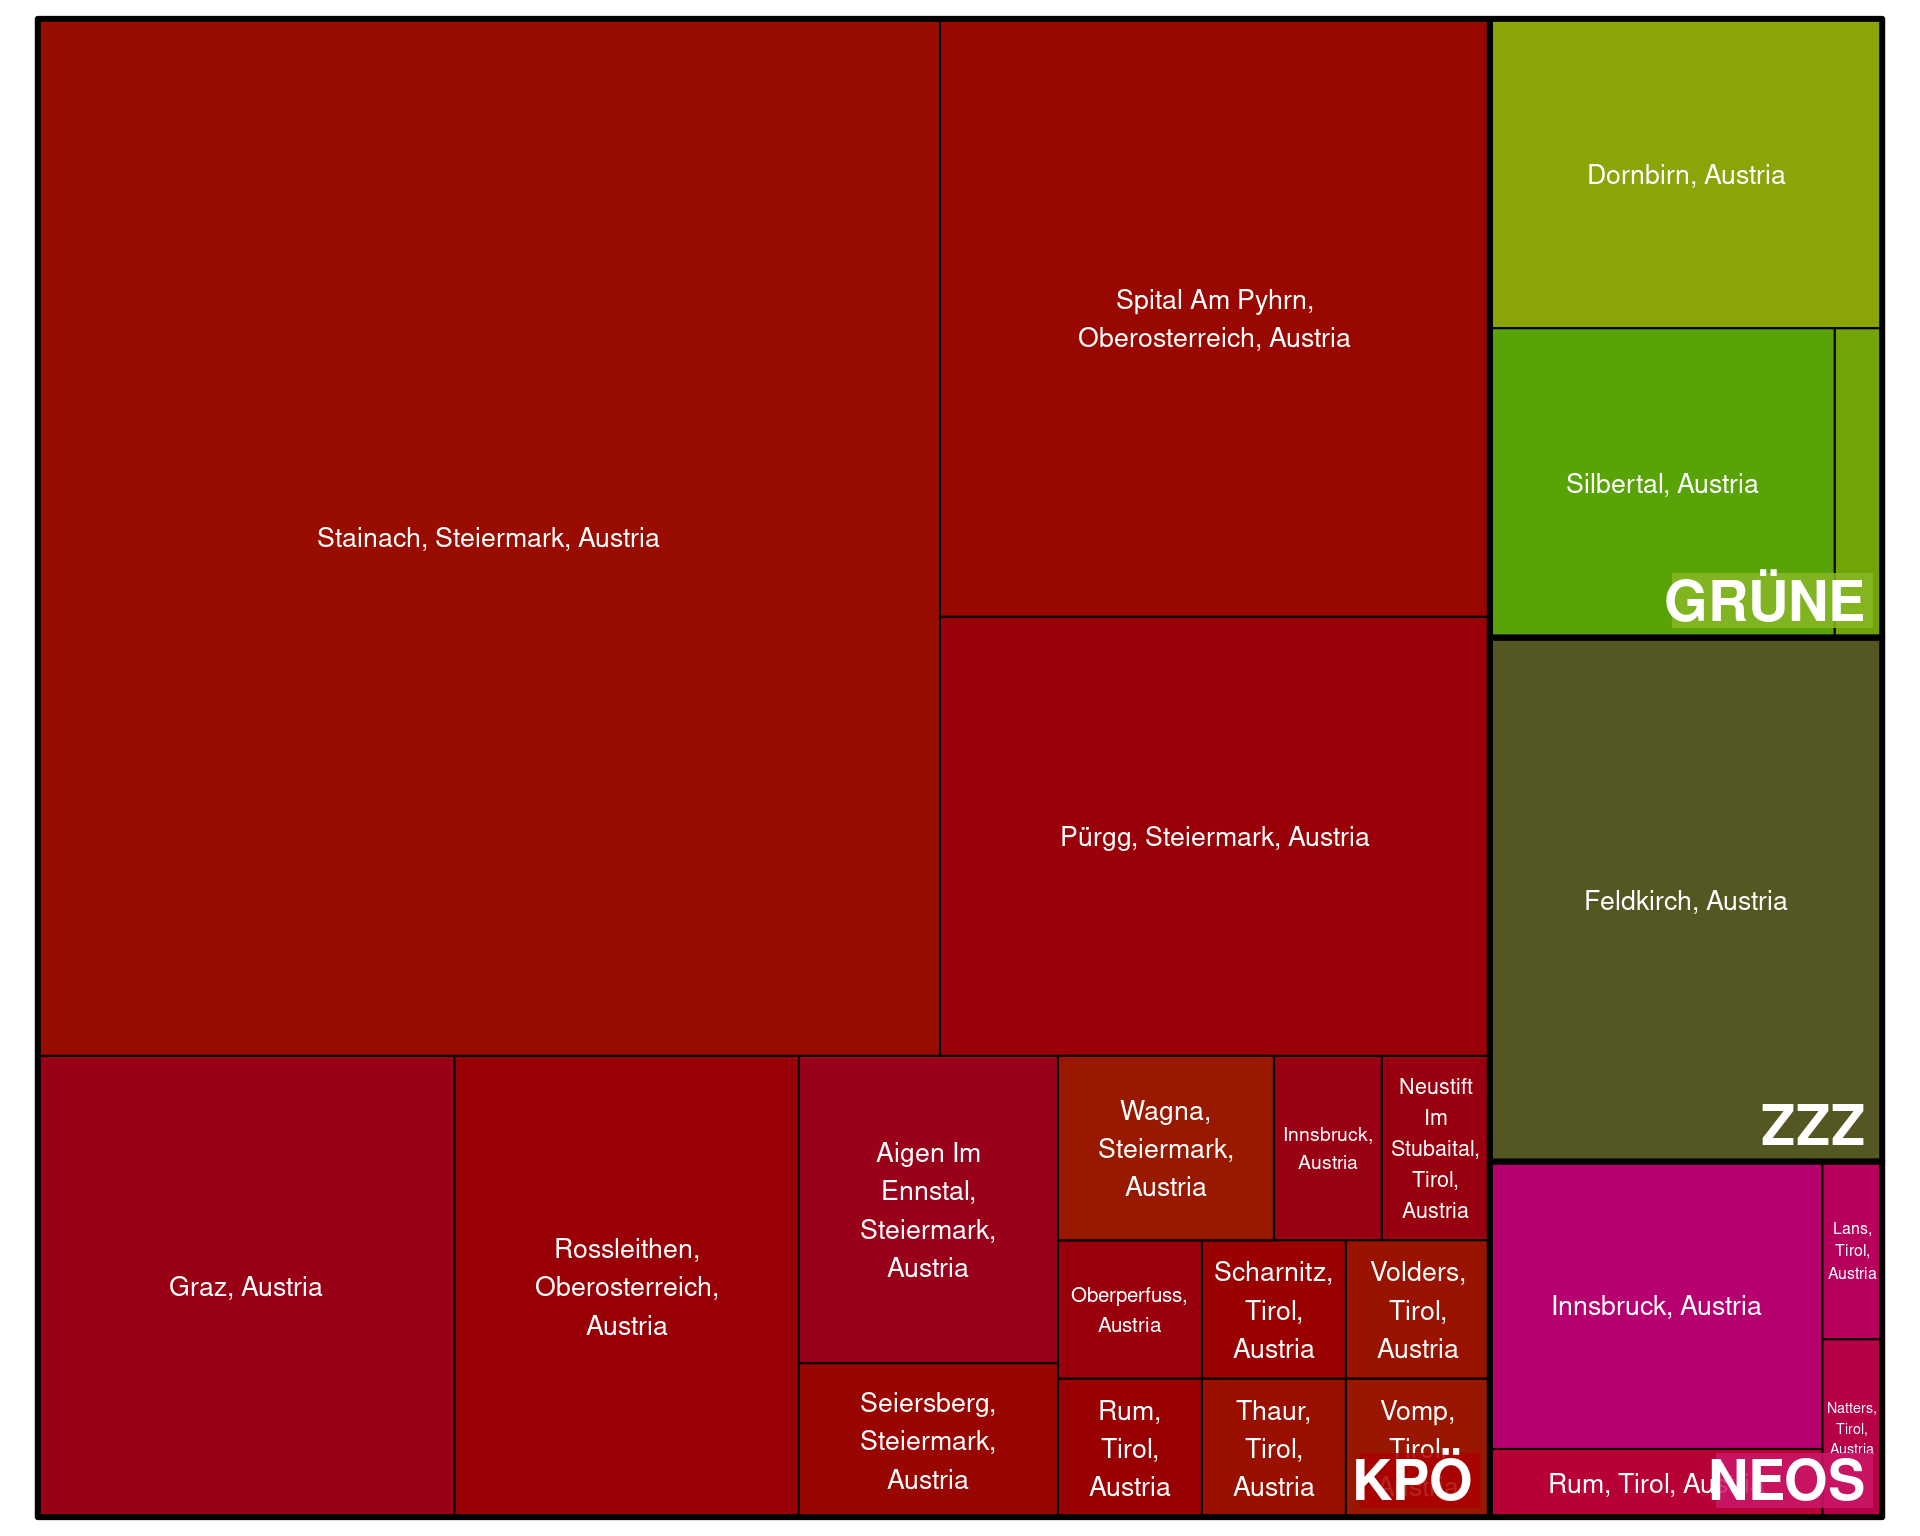 Stainach, Steiermark, Austria
Spital Am Pyhrn,
Oberosterreich, Austria
Pürgg, Steiermark, Austria
Graz, Austria
Rossleithen,
Oberosterreich,
Austria
Aigen Im
Ennstal,
Steiermark,
Austria
Seiersberg,
Steiermark,
Austria
Wagna,
Steiermark,
Austria
Innsbruck,
Austria
Neustift
Im
Stubaital,
Tirol,
Austria
Oberperfuss,
Austria
Scharnitz,
Tirol,
Austria
Volders,
Tirol,
Austria
Rum,
Tirol,
Austria
Thaur,
Tirol,
Austria
Vomp,
Tirol,
KPÖ
Dornbirn, Austria
Silbertal, Austria
GRÜNE
Feldkirch, Austria
ZZZ
Innsbruck, Austria
Lans,
Tirol,
Austria
Natters,
Tirol,
Austria
Rum, Tirol,
NEOS